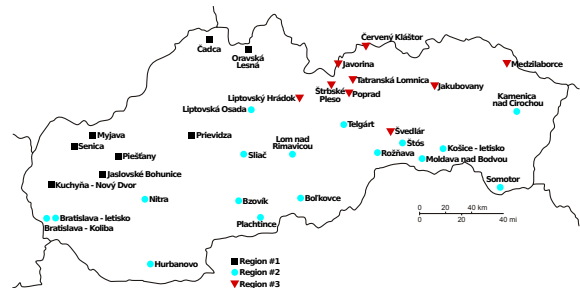 Červený Kláštor
Čadca
Oravská
Lesná
Javorina
Medzilaborce
Tatranská Lomnica
Štrbské
Pleso
Poprad
Jakubovany
Liptovský Hrádok
Liptovská Osada
Kamenica
nad Cirochou
Telgárt
Švedlár
Myjava
Prievidza
Senica
Lom nad
Rimavicou
Štós
Košice - letisko
Piešťany
Sliač
Rožňava
Moldava nad Bodvou
Jaslovské Bohunice
Kuchyňa - Nový Dvor
Somotor
Nitra
Bzovík
Boľkovce
Bratislava - letisko
Bratislava - Koliba
Plachtince
0 20 40 km
0 20 40 mi
Hurbanovo
Region #1
Region #2
Region #3